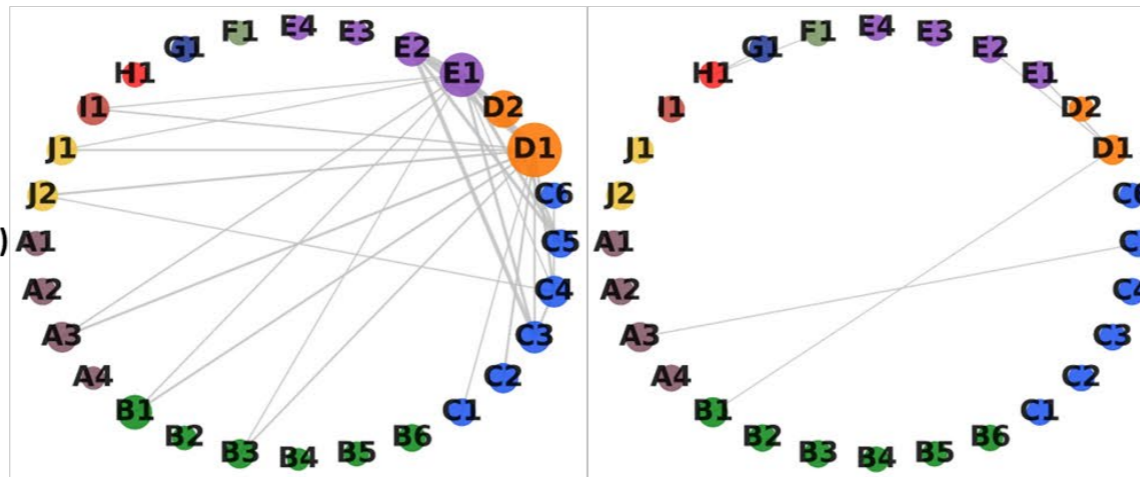 F1 E4 E3 E2 E1 D2 D1 C6 C5 C4 C3 C2 C1 B6 B5 B4 B3 B2 B1 A4 A3 A2 A1 J2 J1 I1 H1 G1
)
F1 E4 E3 E2 E1 D2 D1 C4 C3 C2 C1 B6 B5 B4 B3 B2 B1 A4 A3 A2 A1 J2 J1 I1 H1 G1